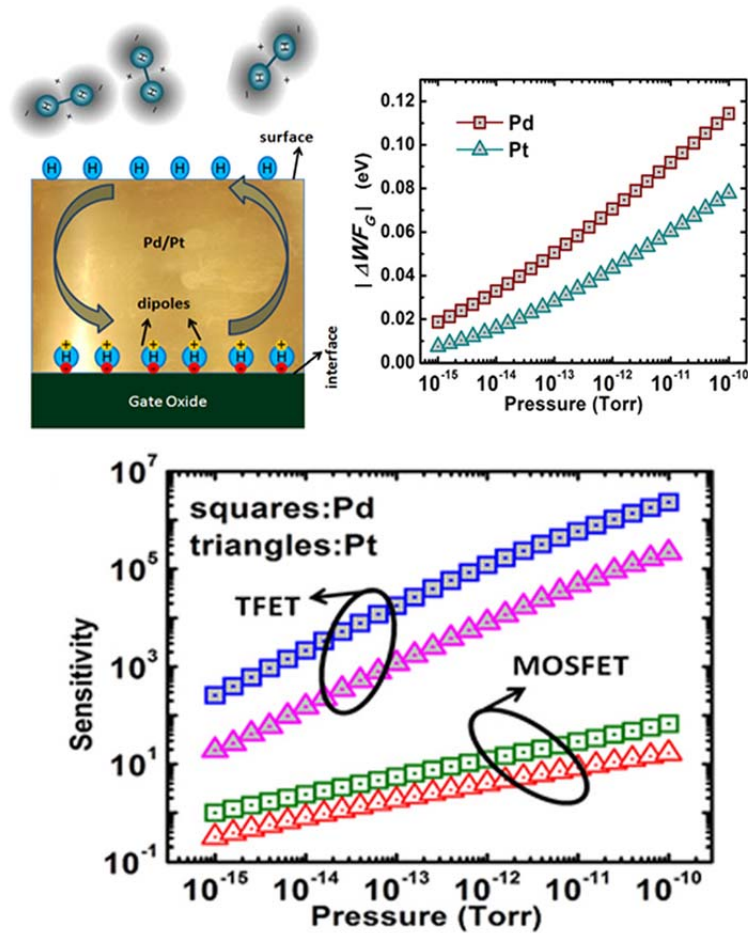 H H H
H H H
surface
H H H H H H
Pd/Pt
dipoles
+ + + + + +
H H H H H H
- - - - - -
interface
Gate Oxide
0.12
0.10
0.08
0.06
0.04
0.02
0.00
| ΔWF_G | (eV)
Pd
Pt
10^-15 10^-14 10^-13 10^-12 10^-11 10^-10
Pressure (Torr)
10^7
10^5
10^3
10^1
10^-1
Sensitivity
squares:Pd
triangles:Pt
TFET
MOSFET
10^-15 10^-14 10^-13 10^-12 10^-11 10^-10
Pressure (Torr)